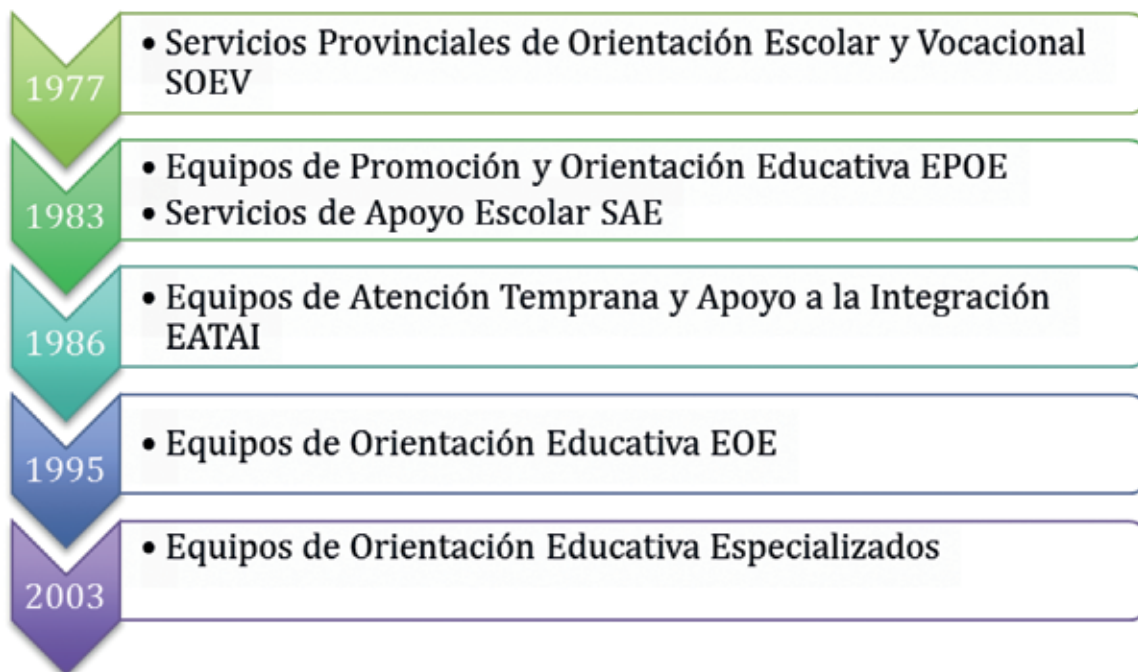 1977
• Servicios Provinciales de Orientación Escolar y Vocacional
SOEV
1983
• Equipos de Promoción y Orientación Educativa EPOE
• Servicios de Apoyo Escolar SAE
1986
• Equipos de Atención Temprana y Apoyo a la Integración
EATAI
1995
• Equipos de Orientación Educativa EOE
2003
• Equipos de Orientación Educativa Especializados